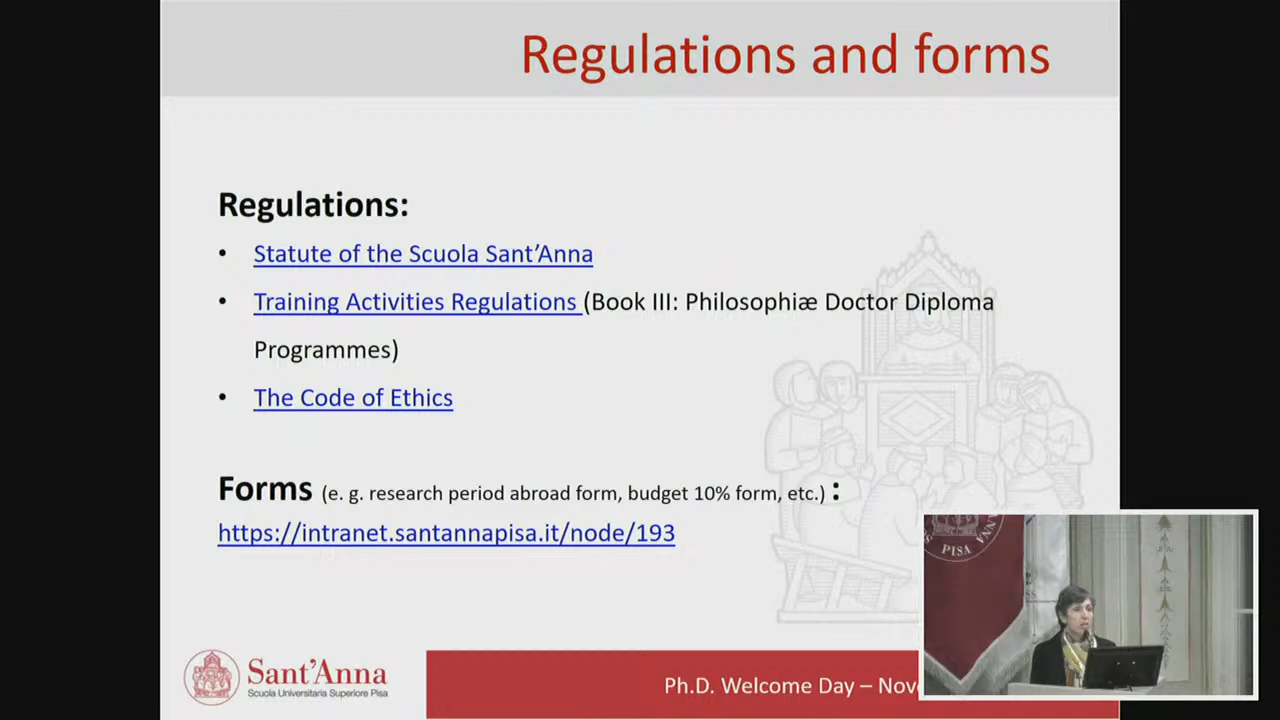 Regulations and forms
Regulations:
• Statute of the Scuola Sant’Anna
• Training Activities Regulations (Book III: Philosophiæ Doctor Diploma
Programmes)
• The Code of Ethics
Forms (e. g. research period abroad form, budget 10% form, etc.) :
https://intranet.santannapisa.it/node/193
PISA
Sant’Anna
Scuola Universitaria Superiore Pisa
Ph.D. Welcome Day –